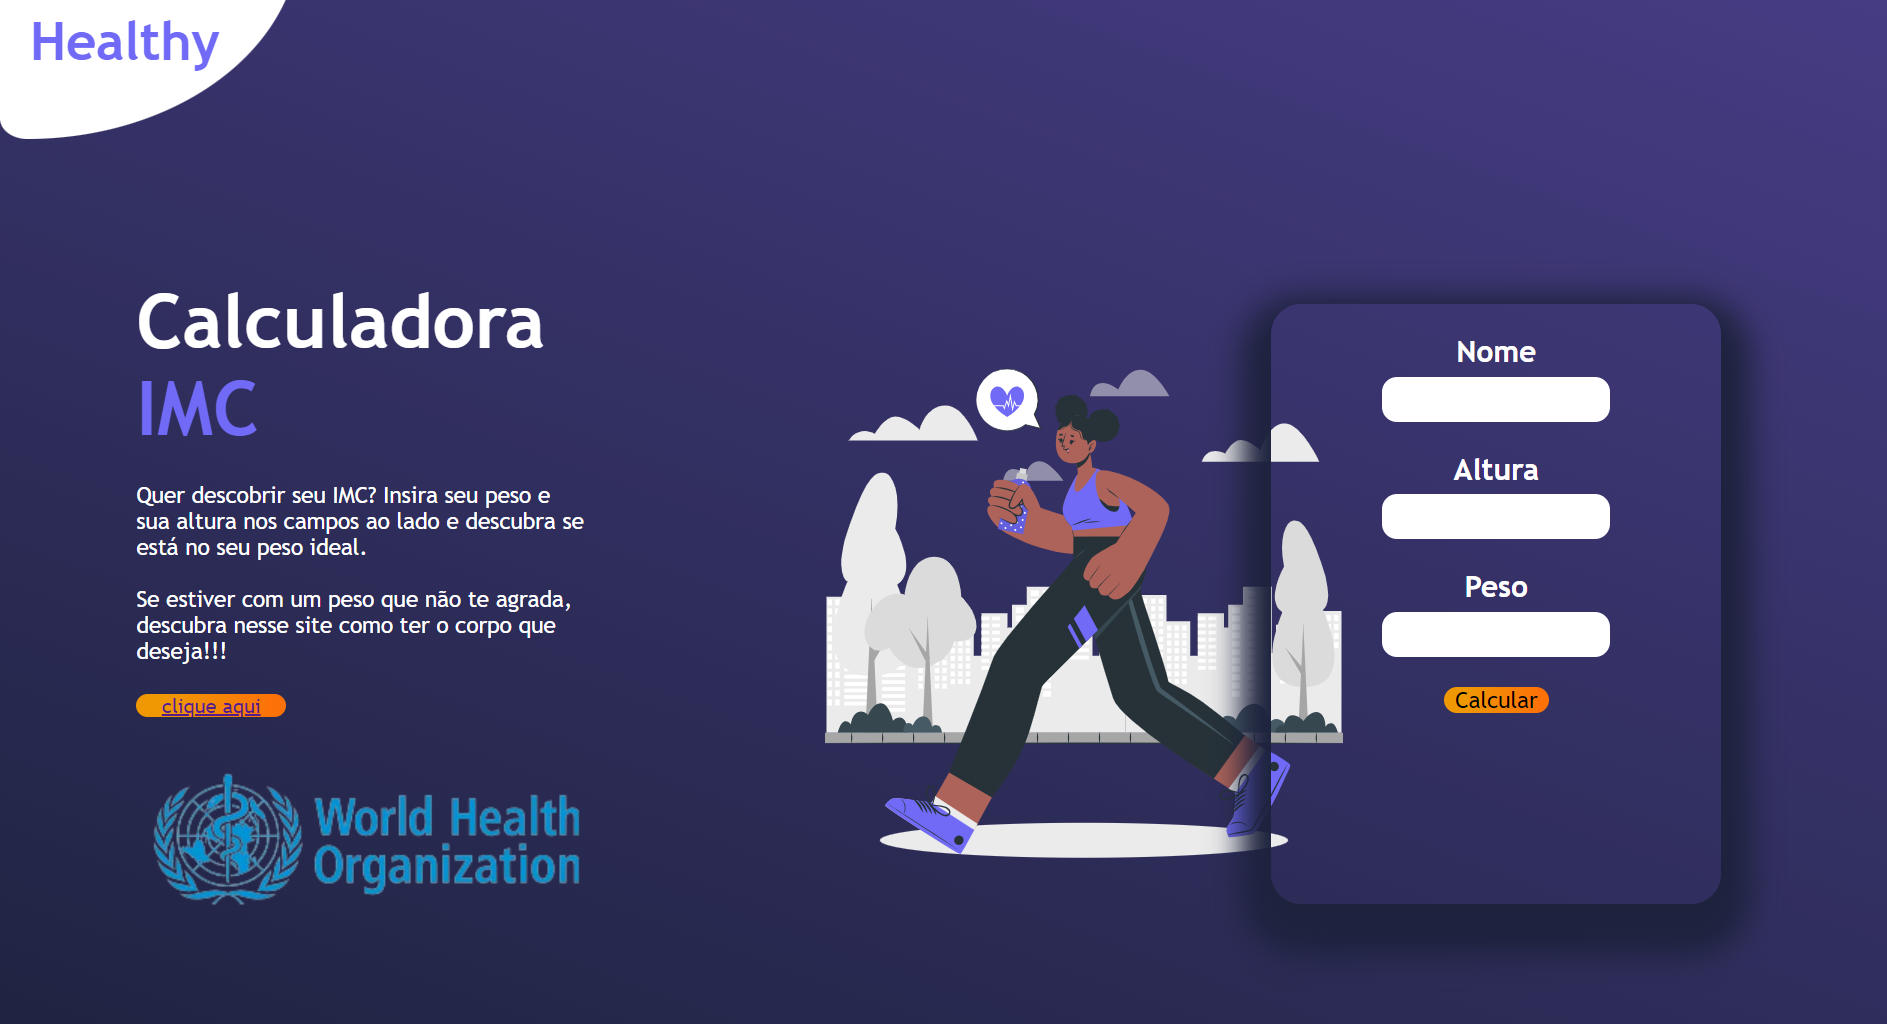 Healthy
Calculadora
IMC
Quer descobrir seu IMC? Insira seu peso e
sua altura nos campos ao lado e descubra se
está no seu peso ideal.
Se estiver com um peso que não te agrada,
descubra nesse site como ter o corpo que
deseja!!!
clique aqui
World Health
Organization
Nome
Altura
Peso
Calcular